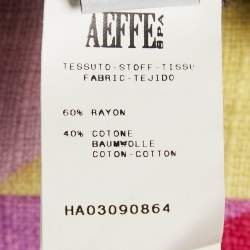 AEFFE SPA
TESSUTO-STOFF-TISSU
FABRIC-TEJIDO
60% RAYON
40% COTONE
BAUMWOLLE
COTON-COTTON
HA03090864